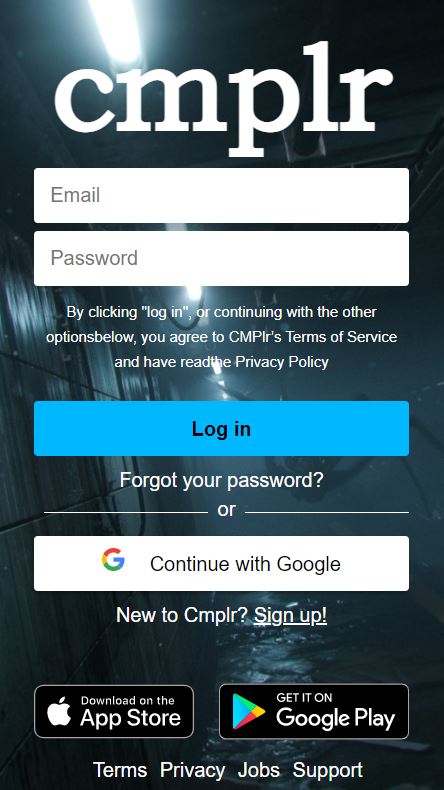 cmplr
Email
Password
By clicking "log in", or continuing with the other
optionsbelow, you agree to CMPlr's Terms of Service
and have readthe Privacy Policy
Log in
Forgot your password?
or
Continue with Google
New to Cmplr? Sign up!
Download on the
App Store
GET IT ON
Google Play
Terms Privacy Jobs Support